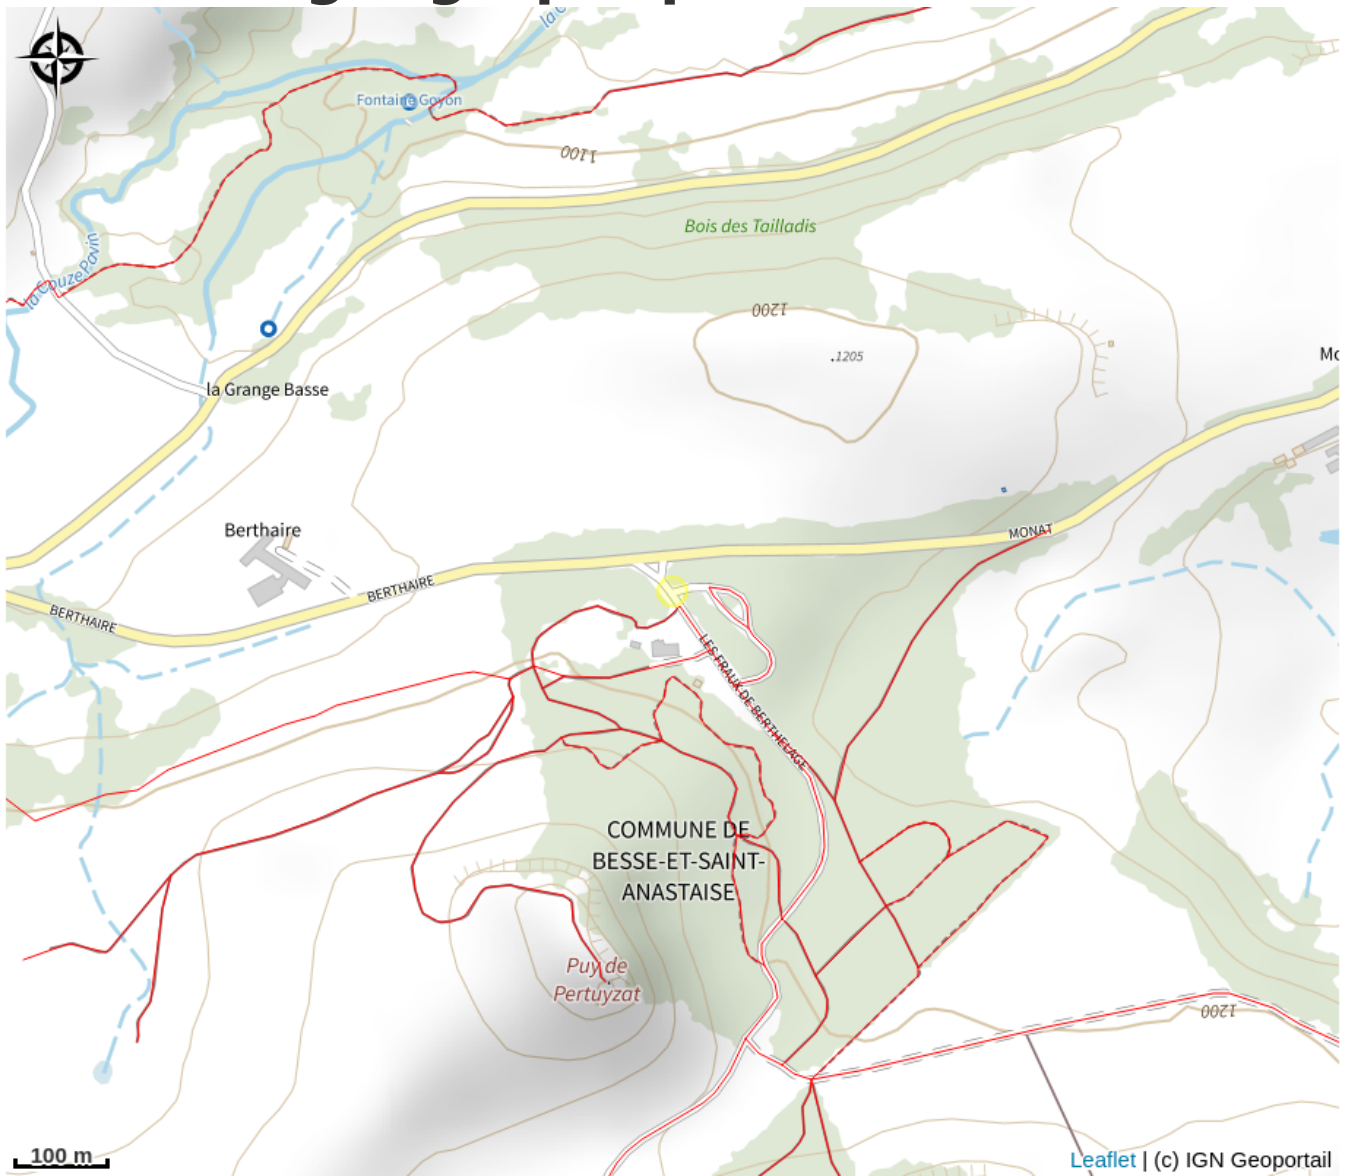 la C
Fontaine Goyon
1100
Bois des Tailladis
la Couze Pavin
1200
.1205
Mo
la Grange Basse
Berthaire
MONAT
BERTHAIRE
BERTHAIRE
LES FRAUX DE BERTHELAGE
COMMUNE DE
BESSE-ET-SAINT-
ANASTAISE
Puy de
Pertuyzat
1200
100 m
Leaflet | (c) IGN Geoportail